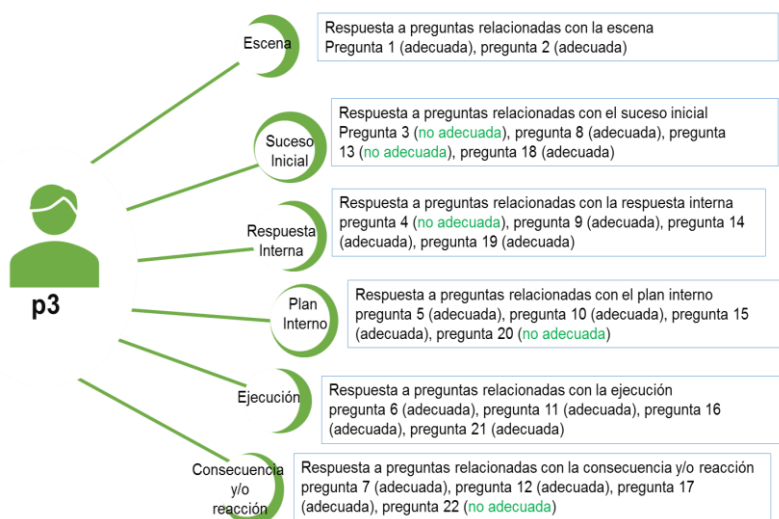 Escena
Respuesta a preguntas relacionadas con la escena
Pregunta 1 (adecuada), pregunta 2 (adecuada)
Suceso
Inicial
Respuesta a preguntas relacionadas con el suceso inicial
Pregunta 3 (no adecuada), pregunta 8 (adecuada), pregunta
13 (no adecuada), pregunta 18 (adecuada)
Respuesta
Interna
Respuesta a preguntas relacionadas con la respuesta interna
pregunta 4 (no adecuada), pregunta 9 (adecuada), pregunta 14
(adecuada), pregunta 19 (adecuada)
p3
Plan
Interno
Respuesta a preguntas relacionadas con el plan interno
pregunta 5 (adecuada), pregunta 10 (adecuada), pregunta 15
(adecuada), pregunta 20 (no adecuada)
Ejecución
Respuesta a preguntas relacionadas con la ejecución
pregunta 6 (adecuada), pregunta 11 (adecuada), pregunta 16
(adecuada), pregunta 21 (adecuada)
Consecuencia
y/o
reacción
Respuesta a preguntas relacionadas con la consecuencia y/o reacción
pregunta 7 (adecuada), pregunta 12 (adecuada), pregunta 17
(adecuada), pregunta 22 (no adecuada)